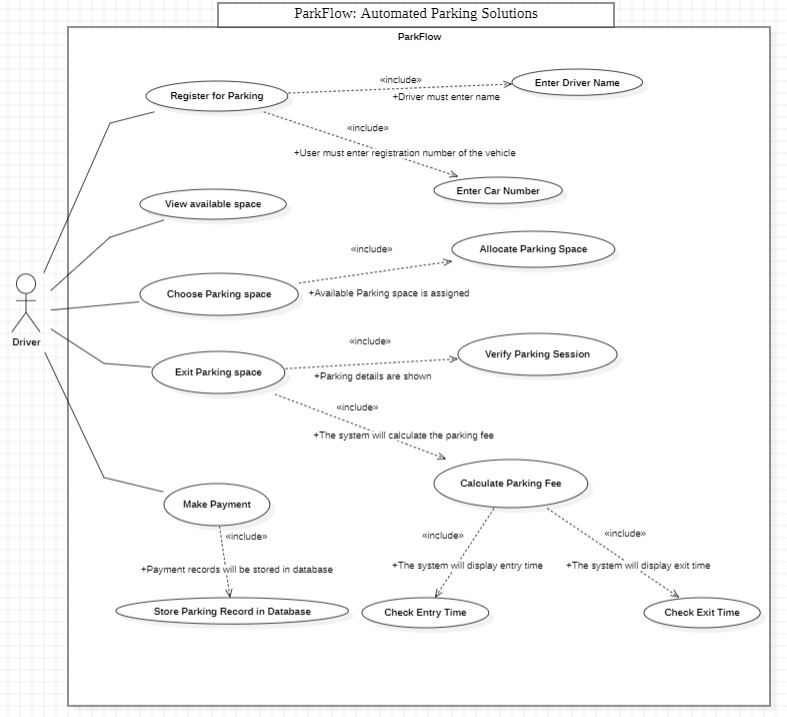 ParkFlow: Automated Parking Solutions
ParkFlow
Register for Parking
«include»
+Driver must enter name
Enter Driver Name
«include»
+User must enter registration number of the vehicle
Enter Car Number
View available space
Choose Parking space
«include»
+Available Parking space is assigned
Allocate Parking Space
Driver
Exit Parking space
«include»
+Parking details are shown
Verify Parking Session
«include»
+The system will calculate the parking fee
Calculate Parking Fee
Make Payment
«include»
+Payment records will be stored in database
Store Parking Record in Database
«include»
+The system will display entry time
Check Entry Time
«include»
+The system will display exit time
Check Exit Time